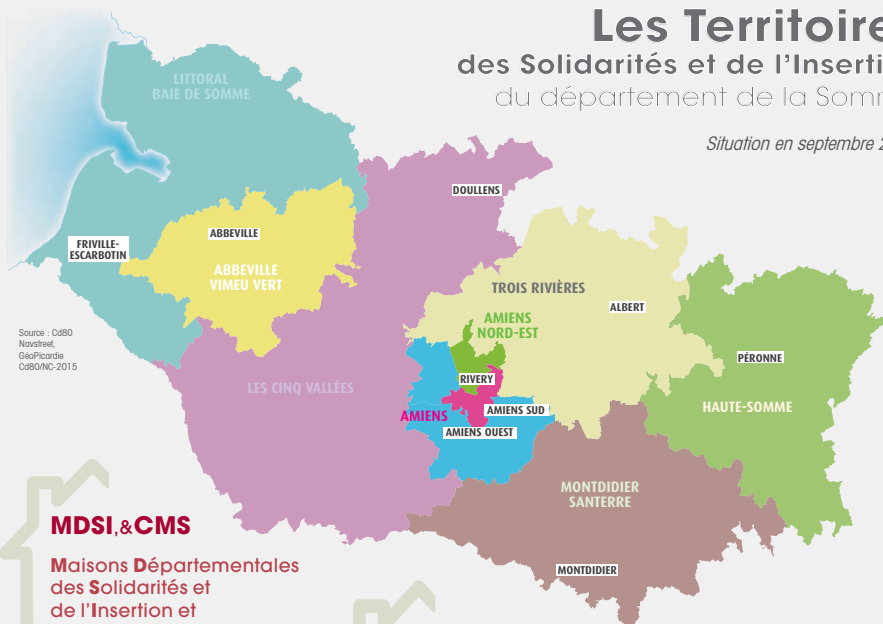 Les Territoire
des Solidarités et de l'Inserti
du département de la Somm
Situation en septembre 2
LITTORAL
BAIE DE SOMME
DOULLENS
ABBEVILLE
FRIVILLE-
ESCARBOTIN
ABBEVILLE
VIMEU VERT
TROIS RIVIÈRES
ALBERT
AMIENS
NORD-EST
Source : Cd80
Navstreet,
GéoPicardie
Cd80/NC-2015
PÉRONNE
RIVERY
LES CINQ VALLÉES
HAUTE-SOMME
AMIENS
AMIENS SUD
AMIENS OUEST
MONTDIDIER
SANTERRE
MONTDIDIER
MDSI,&CMS
Maisons Départementales
des Solidarités et
de l'Insertion et